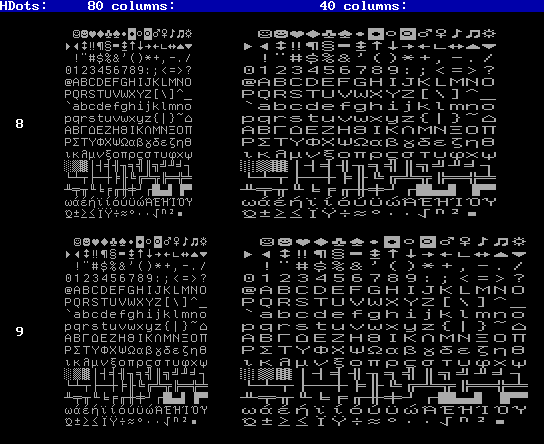 HDots: 80 columns: 40 columns:
☺☻♥♦♣♠•◘○◙♂♀♪♫☼ ☺☻♥♦♣♠•◘○◙♂♀♪♫☼
►◄↕‼¶§▬↨↑↓→←∟↔▲▼ ►◄↕‼¶§▬↨↑↓→←∟↔▲▼
!"#$%&'()*+,-./ !"#$%&'()*+,-./
0123456789:;<=>? 0123456789:;<=>?
@ABCDEFGHIJKLMNO @ABCDEFGHIJKLMNO
PQRSTUVWXYZ[\]^_ PQRSTUVWXYZ[\]^_
`abcdefghijklmno `abcdefghijklmno
pqrstuvwxyz{|}~⌂ pqrstuvwxyz{|}~⌂
8
ΑΒΓΔΕΖΗΘΙΚΛΜΝΞΟΠ ΑΒΓΔΕΖΗΘΙΚΛΜΝΞΟΠ
ΡΣΤΥΦΧΨΩαβγδεζηθ ΡΣΤΥΦΧΨΩαβγδεζηθ
ικλμνξοπρσςτυφχψ ικλμνξοπρσςτυφχψ
░▒▓│┤╡╢╖╕╣║╗╝╜╛┐ ░▒▓│┤╡╢╖╕╣║╗╝╜╛┐
└┴┬├─┼╞╟╚╔╩╦╠═╬╧ └┴┬├─┼╞╟╚╔╩╦╠═╬╧
╨╤╥╙╘╒╓╫╪┘┌█▄▌▐▀ ╨╤╥╙╘╒╓╫╪┘┌█▄▌▐▀
ωάέήϊίόύϋώΆΈΉΊΌΎ ωάέήϊίόύϋώΆΈΉΊΌΎ
Ώ±≥≤ΪΫ÷≈°∙·√ⁿ²■ Ώ±≥≤ΪΫ÷≈°∙·√ⁿ²■
☺☻♥♦♣♠•◘○◙♂♀♪♫☼ ☺☻♥♦♣♠•◘○◙♂♀♪♫☼
►◄↕‼¶§▬↨↑↓→←∟↔▲▼ ►◄↕‼¶§▬↨↑↓→←∟↔▲▼
!"#$%&'()*+,-./ !"#$%&'()*+,-./
0123456789:;<=>? 0123456789:;<=>?
@ABCDEFGHIJKLMNO @ABCDEFGHIJKLMNO
PQRSTUVWXYZ[\]^_ PQRSTUVWXYZ[\]^_
`abcdefghijklmno `abcdefghijklmno
pqrstuvwxyz{|}~⌂ pqrstuvwxyz{|}~⌂
9
ΑΒΓΔΕΖΗΘΙΚΛΜΝΞΟΠ ΑΒΓΔΕΖΗΘΙΚΛΜΝΞΟΠ
ΡΣΤΥΦΧΨΩαβγδεζηθ ΡΣΤΥΦΧΨΩαβγδεζηθ
ικλμνξοπρσςτυφχψ ικλμνξοπρσςτυφχψ
░▒▓│┤╡╢╖╕╣║╗╝╜╛┐ ░▒▓│┤╡╢╖╕╣║╗╝╜╛┐
└┴┬├─┼╞╟╚╔╩╦╠═╬╧ └┴┬├─┼╞╟╚╔╩╦╠═╬╧
╨╤╥╙╘╒╓╫╪┘┌█▄▌▐▀ ╨╤╥╙╘╒╓╫╪┘┌█▄▌▐▀
ωάέήϊίόύϋώΆΈΉΊΌΎ ωάέήϊίόύϋώΆΈΉΊΌΎ
Ώ±≥≤ΪΫ÷≈°∙·√ⁿ²■ Ώ±≥≤ΪΫ÷≈°∙·√ⁿ²■